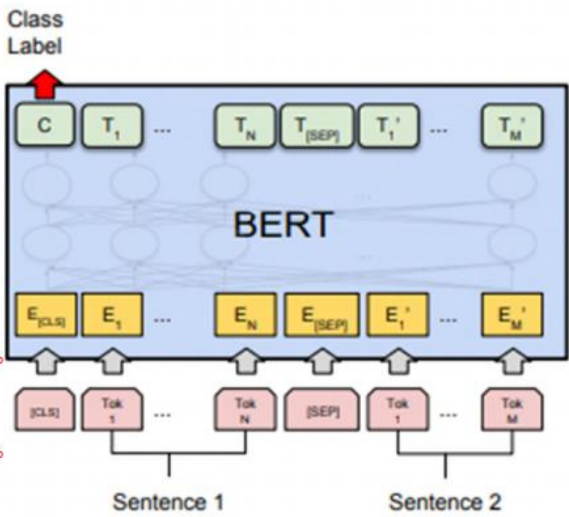 Class
Label
C T1 ... TN T[SEP] T1' ... TM'
BERT
E[CLS] E1 ... EN E[SEP] E1' ... EM'
[CLS] Tok 1 ... Tok N [SEP] Tok 1 ... Tok M
Sentence 1 Sentence 2